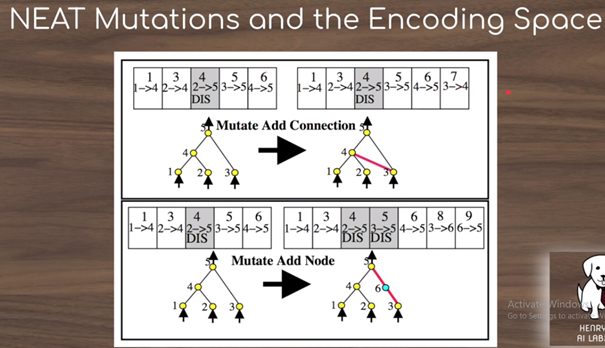 NEAT Mutations and the Encoding Space
1 3 4 5 6 1 3 4 5 6 7
1->4 2->4 2->5 3->5 4->5 1->4 2->4 2->5 3->5 4->5 3->4
DIS DIS
5 Mutate Add Connection 5
4 4
1 2 3 1 2 3
1 3 4 5 6 1 3 4 5 6 8 9
1->4 2->4 2->5 3->5 4->5 1->4 2->4 2->5 3->5 4->5 3->6 6->5
DIS DIS DIS
5 Mutate Add Node 5
4 4 6
1 2 3 1 2 3
Activate Window
Go to Settings to activate W
HENRY
AI LAB